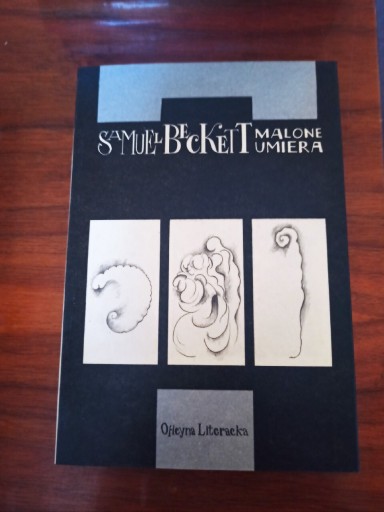 SAMUEL BECKETT MALONE
UMIERA
Oficyna Literacka